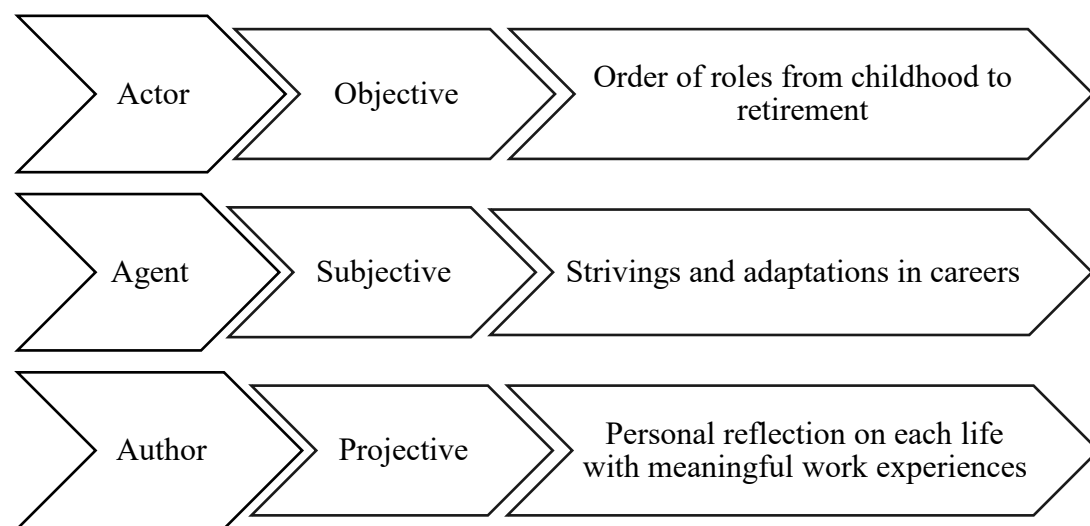 Actor
Objective
Order of roles from childhood to
retirement
Agent
Subjective
Strivings and adaptations in careers
Author
Projective
Personal reflection on each life
with meaningful work experiences